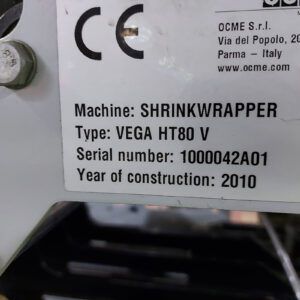 CE
OCME S.r.l.
Via del Popolo, 20
Parma – Italy
www.ocme.com
Machine: SHRINKWRAPPER
Type: VEGA HT80 V
Serial number: 1000042A01
Year of construction: 2010